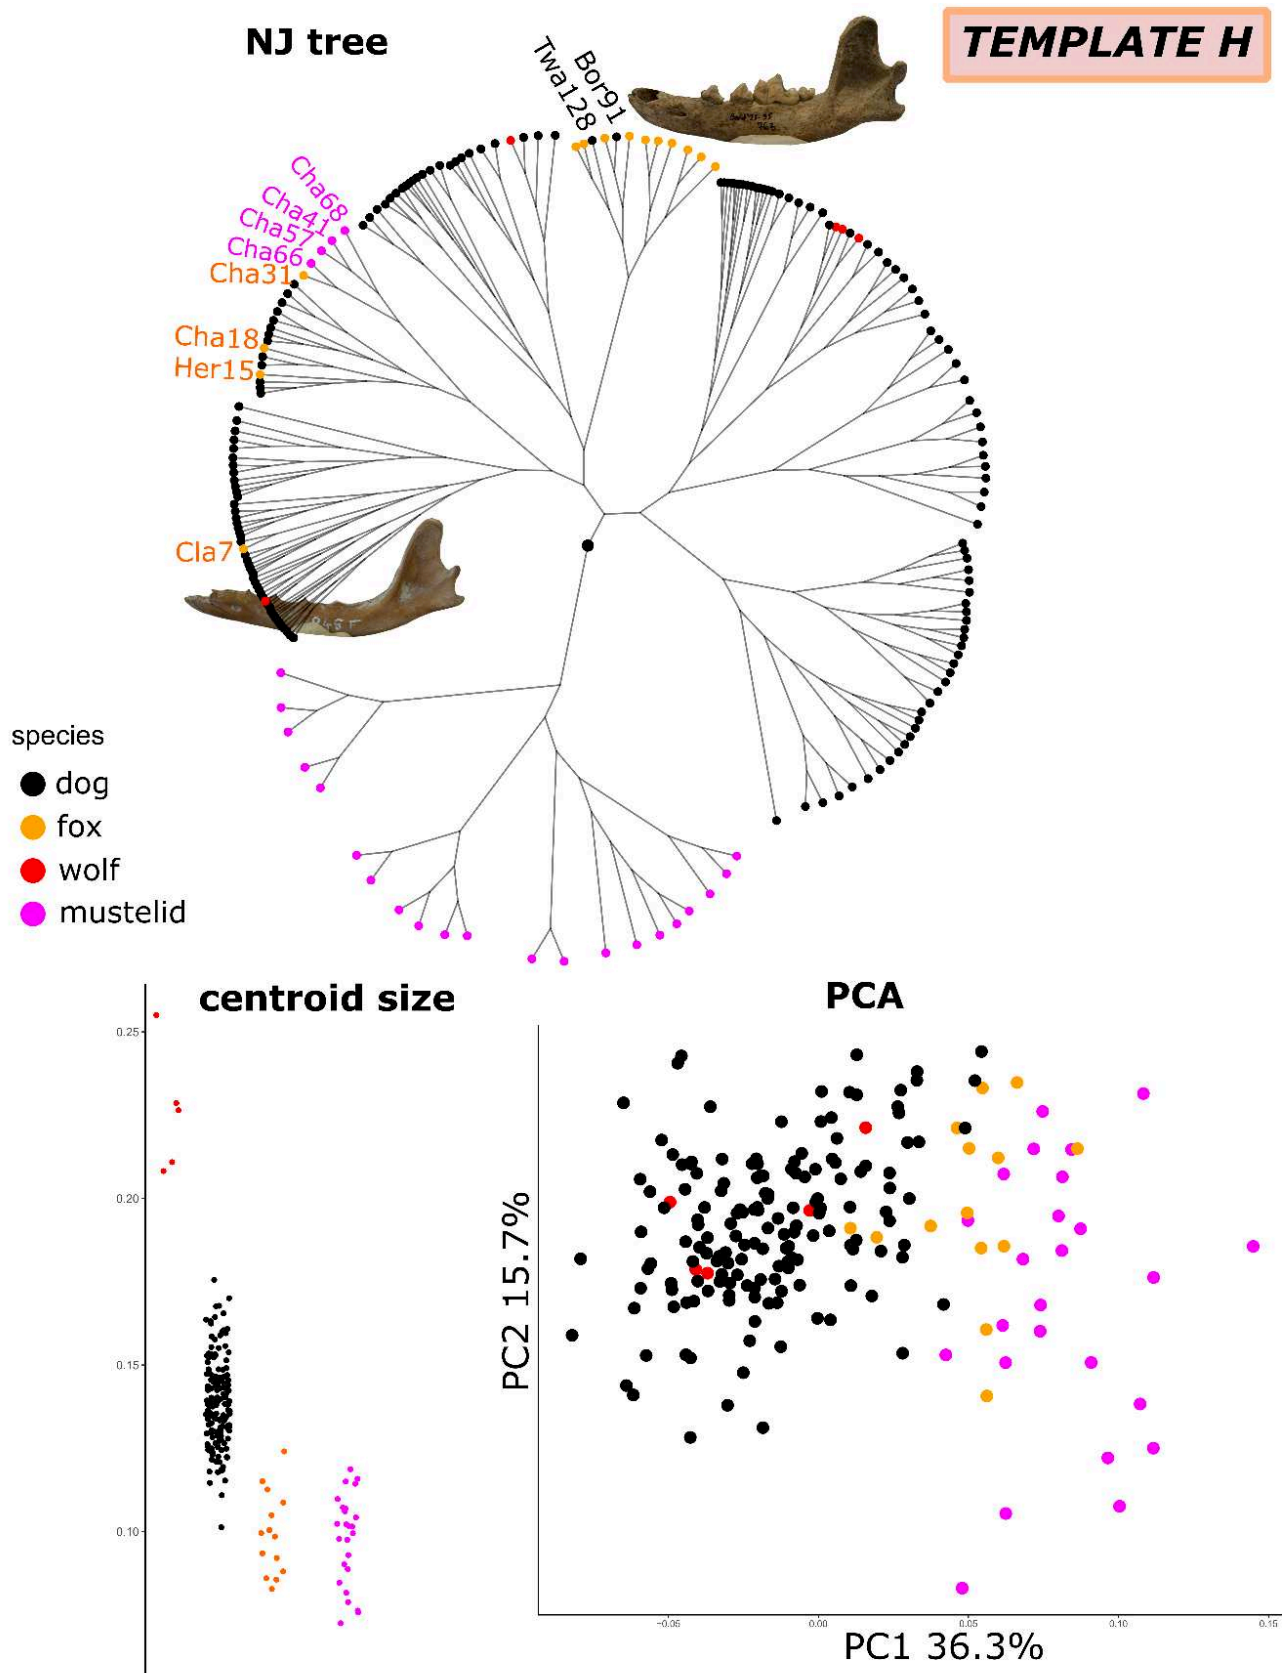 NJ tree
TEMPLATE H
Twa128
Bor91
Cha68
Cha41
Cha57
Cha66
Cha31
Cha18
Her15
Cla7
species
dog
fox
wolf
mustelid
centroid size
0.25
0.20
0.15
0.10
PCA
PC2 15.7%
−0.05
0.00
0.05
0.10
0.15
PC1 36.3%